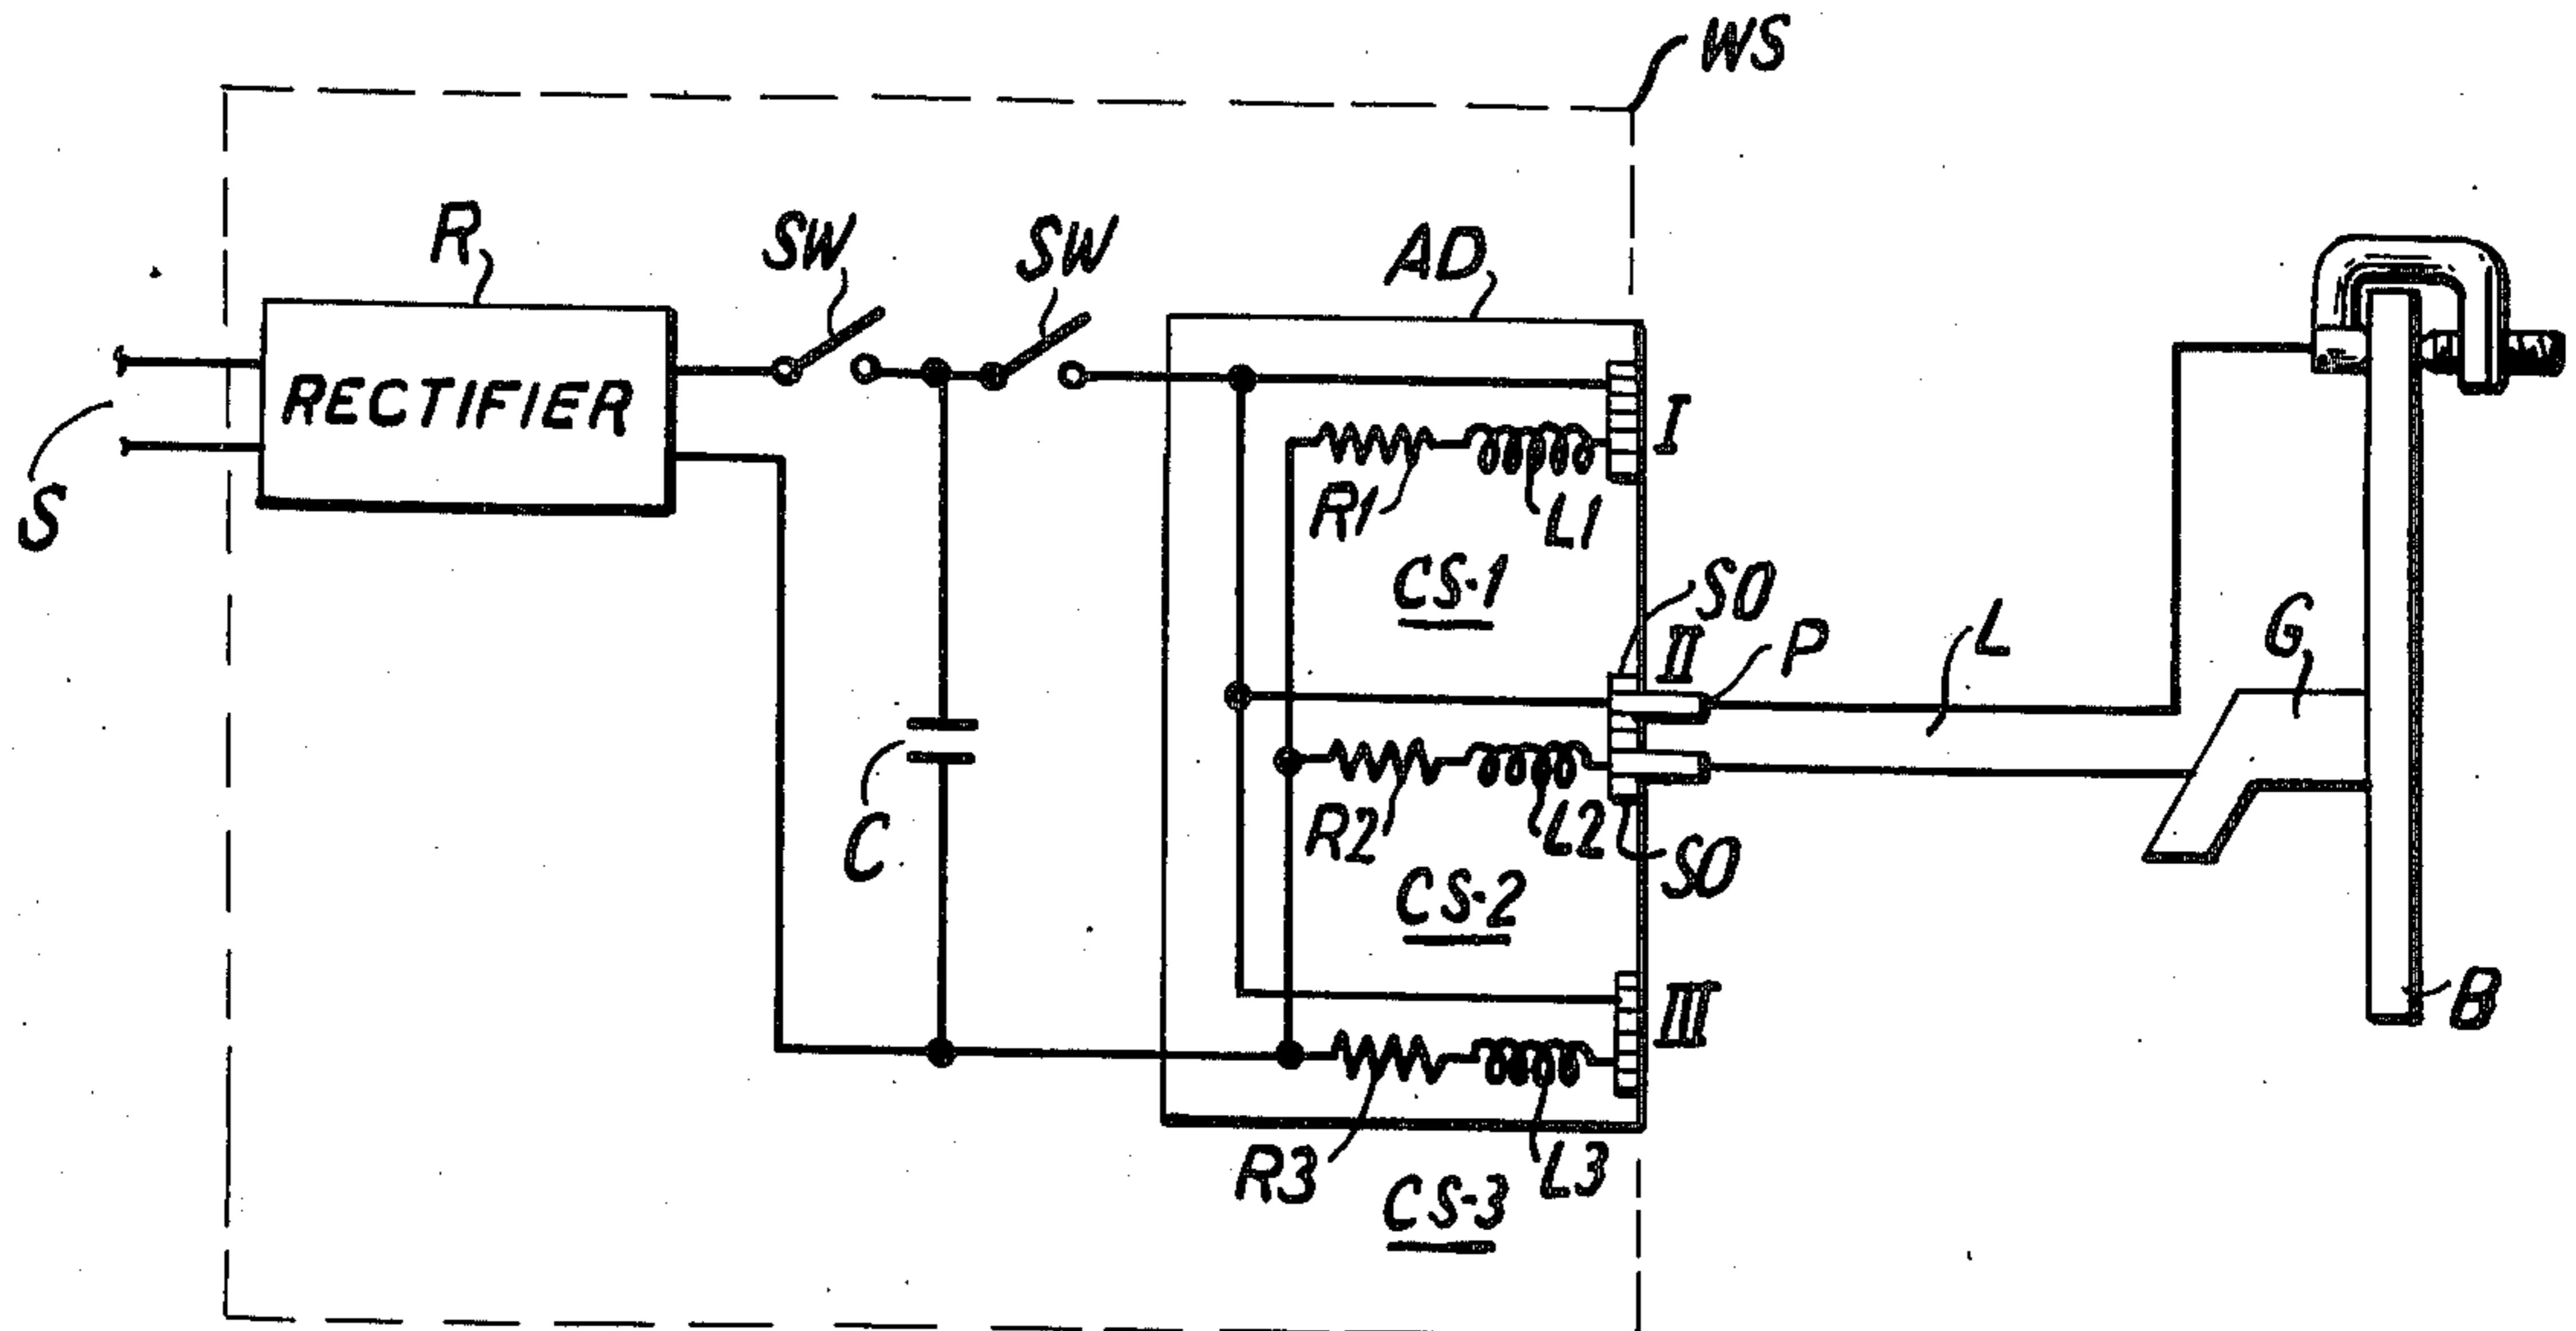 WS
R
SW
SW
AD
RECTIFIER
S
I
R1
L1
CS-1
SO
II
P
L
G
C
R2
L2
SO
CS-2
III
B
R3
L3
CS-3